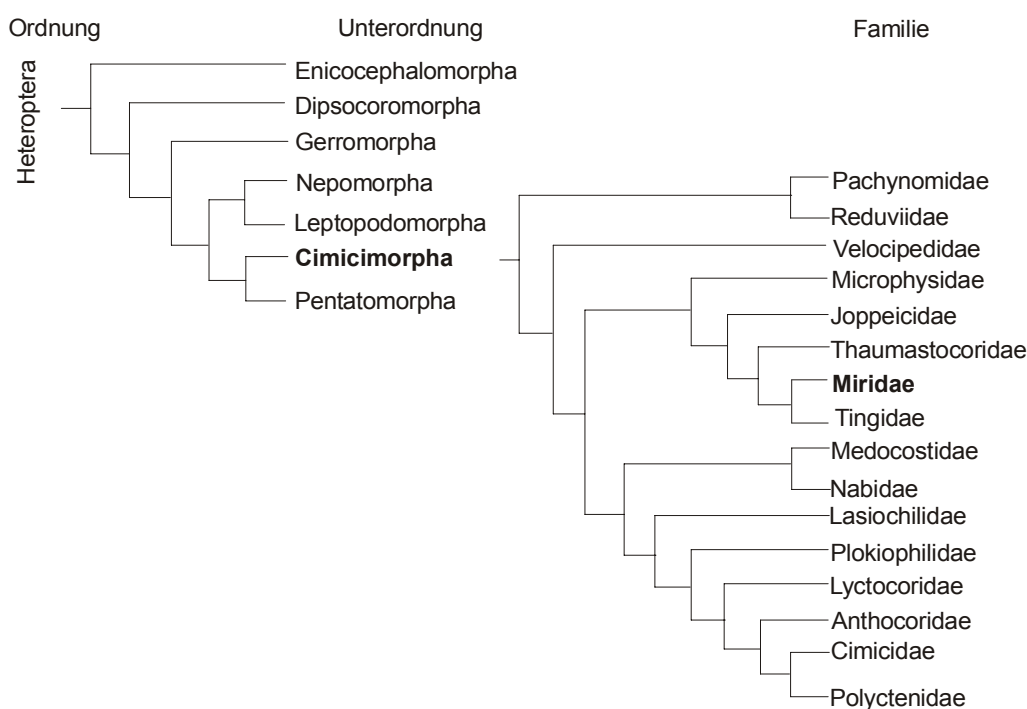 Ordnung
Unterordnung
Familie
Heteroptera
Enicocephalomorpha
Dipsocoromorpha
Gerromorpha
Nepomorpha
Leptopodomorpha
Cimicimorpha
Pentatomorpha
Pachynomidae
Reduviidae
Velocipedidae
Microphysidae
Joppeicidae
Thaumastocoridae
Miridae
Tingidae
Medocostidae
Nabidae
Lasiochilidae
Plokiophilidae
Lyctocoridae
Anthocoridae
Cimicidae
Polyctenidae